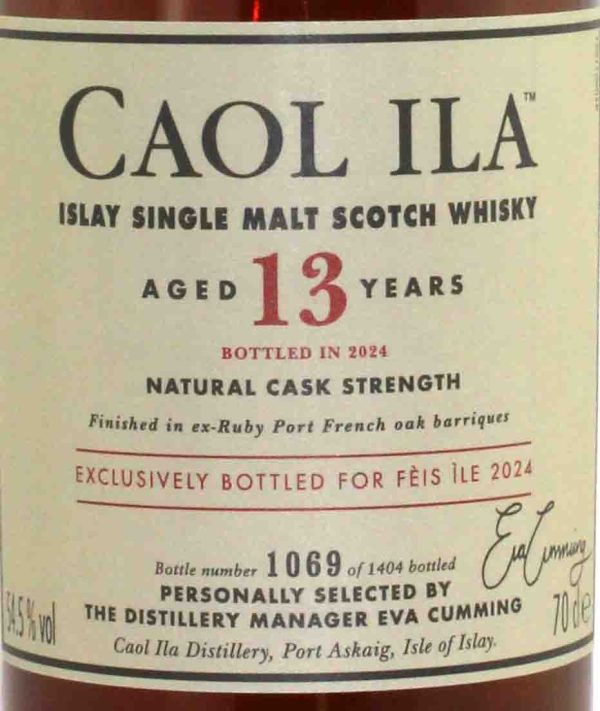 CAOL ILA™
ISLAY SINGLE MALT SCOTCH WHISKY
AGED 13 YEARS
BOTTLED IN 2024
NATURAL CASK STRENGTH
Finished in ex-Ruby Port French oak barriques
EXCLUSIVELY BOTTLED FOR FÈIS ÌLE 2024
Eva Cumming
Bottle number 1069 of 1404 bottled
PERSONALLY SELECTED BY
THE DISTILLERY MANAGER EVA CUMMING
54.5% vol
70 cl e
Caol Ila Distillery, Port Askaig, Isle of Islay.